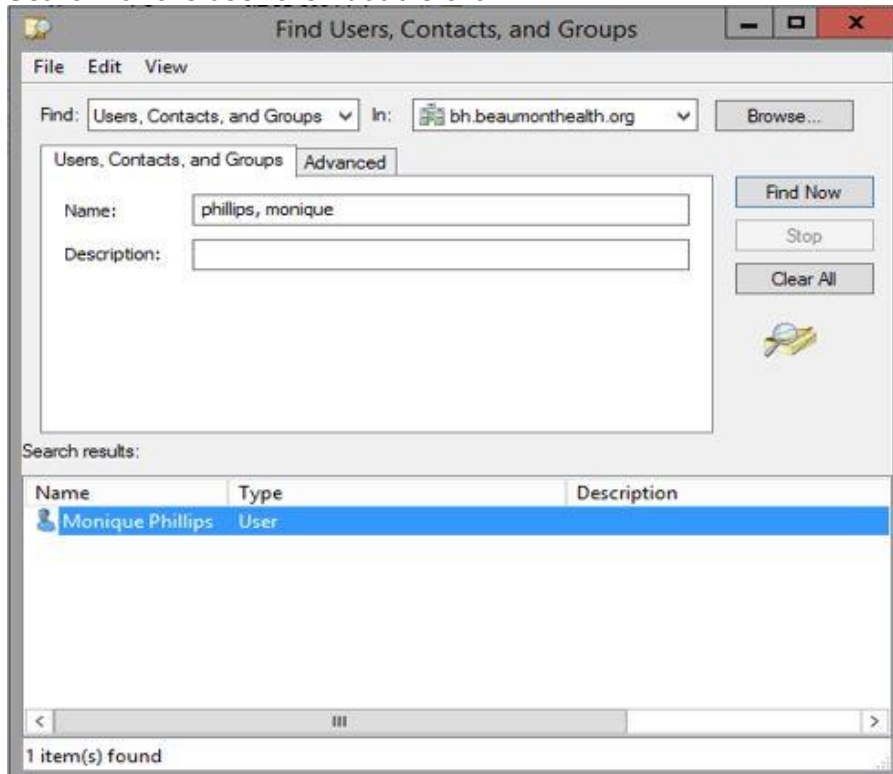 Find Users, Contacts, and Groups
File Edit View
Find: Users, Contacts, and Groups In: bh.beaumonthealth.org Browse...
Users, Contacts, and Groups Advanced
Find Now
Name: phillips, monique
Stop
Description:
Clear All
Search results:
Name Type Description
Monique Phillips User
1 item(s) found